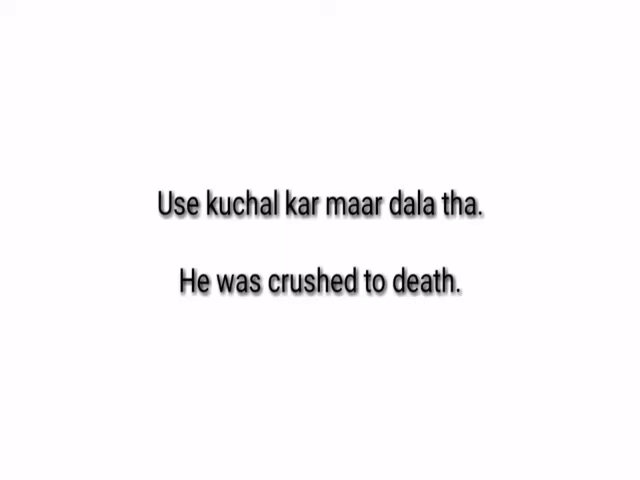 Use kuchal kar maar dala tha.
He was crushed to death.